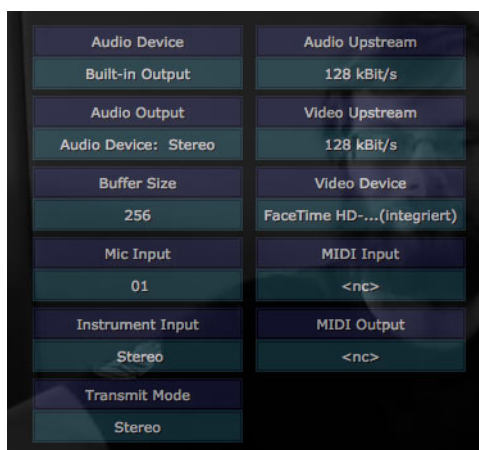 Audio Device
Built-in Output
Audio Output
Audio Device: Stereo
Buffer Size
256
Mic Input
01
Instrument Input
Stereo
Transmit Mode
Stereo
Audio Upstream
128 kBit/s
Video Upstream
128 kBit/s
Video Device
FaceTime HD-...(integriert)
MIDI Input
<nc>
MIDI Output
<nc>